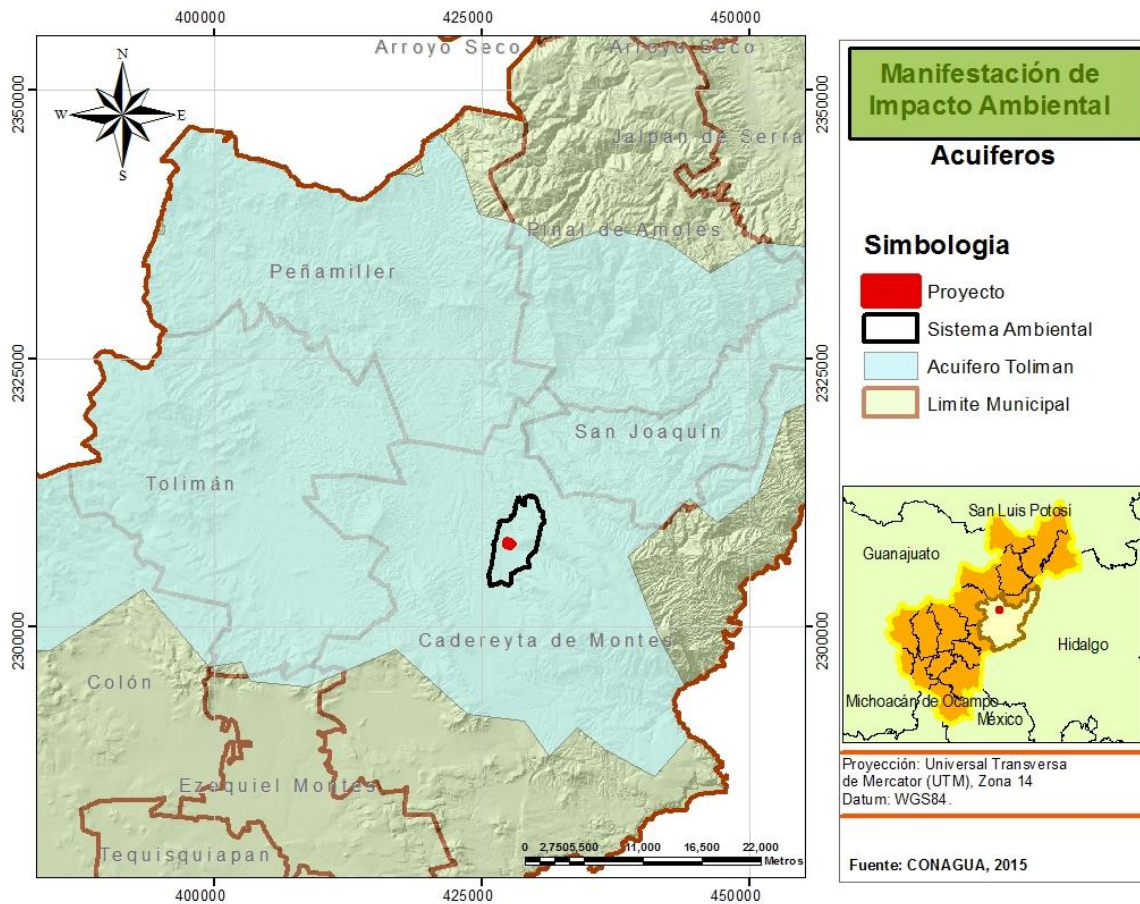 400000
425000
450000
Arroyo Seco
Arroyo Seco
N
W
E
S
2350000
2350000
Jalpan de Serra
Pinal de Amoles
Peñamiller
2325000
2325000
San Joaquín
Tolimán
2300000
2300000
Cadereyta de Montes
Colón
Ezequiel Montes
Tequisquiapan
0 2,750 5,500 11,000 16,500 22,000
Metros
400000
425000
450000
Manifestación de
Impacto Ambiental
Acuiferos
Simbologia
Proyecto
Sistema Ambiental
Acuifero Toliman
Limite Municipal
San Luis Potosí
Guanajuato
Hidalgo
Michoacán de Ocampo
México
Proyección: Universal Transversa
de Mercator (UTM), Zona 14
Datum: WGS84.
Fuente: CONAGUA, 2015